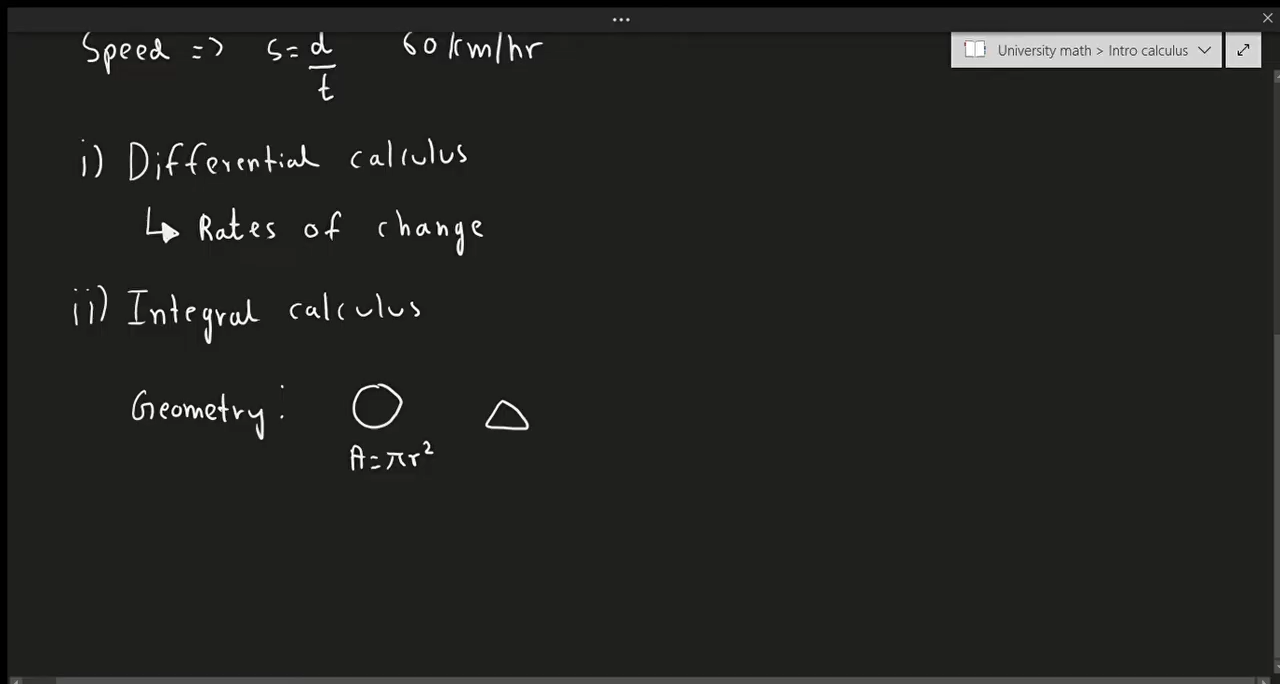 University math > Intro calculus
Speed => s = d/t 60 km/hr
i) Differential calculus
↳ Rates of change
ii) Integral calculus
Geometry:
A = πr²